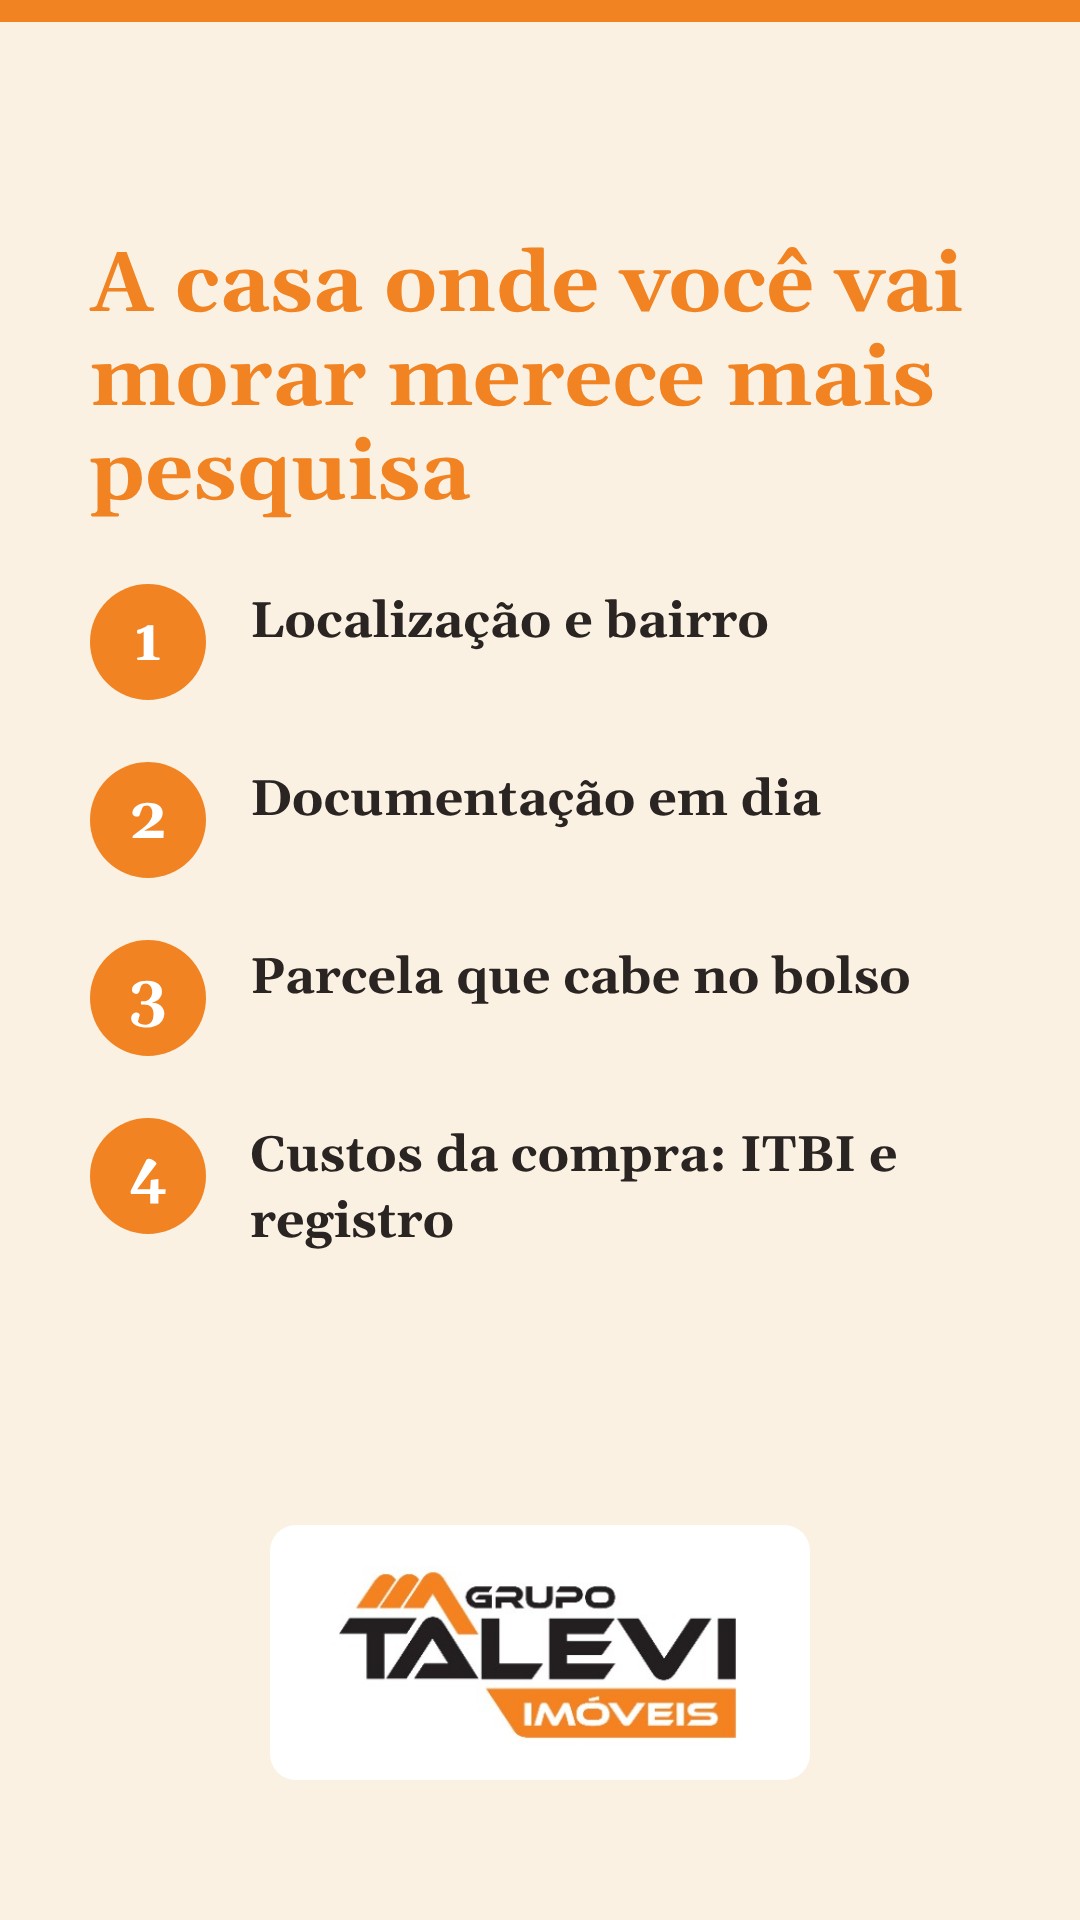 A casa onde você vai
morar merece mais
pesquisa
1
Localização e bairro
2
Documentação em dia
3
Parcela que cabe no bolso
4
Custos da compra: ITBI e
registro
GRUPO
TALEVI
IMÓVEIS